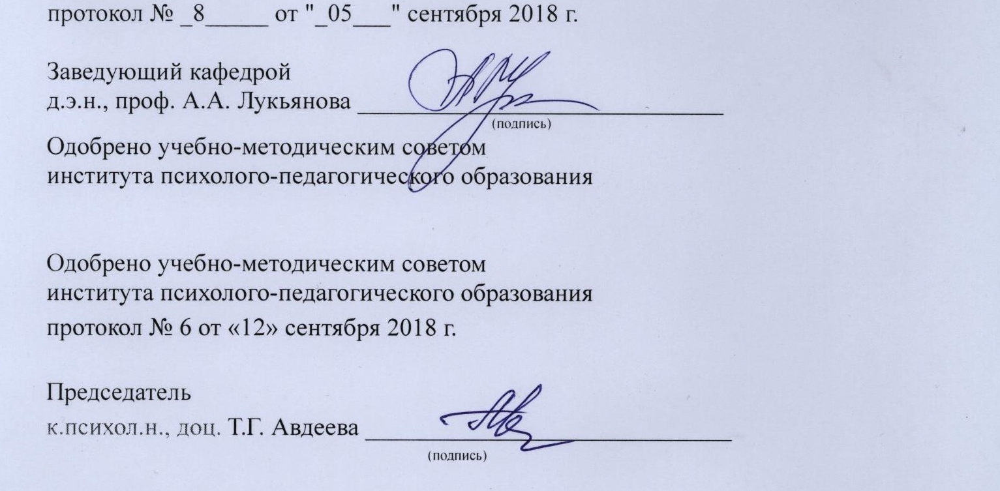 протокол № _8_____ от "_05___" сентября 2018 г.
Заведующий кафедрой
д.э.н., проф. А.А. Лукьянова ______________________________
(подпись)
Одобрено учебно-методическим советом
института психолого-педагогического образования
Одобрено учебно-методическим советом
института психолого-педагогического образования
протокол № 6 от «12» сентября 2018 г.
Председатель
к.психол.н., доц. Т.Г. Авдеева ______________________________
(подпись)